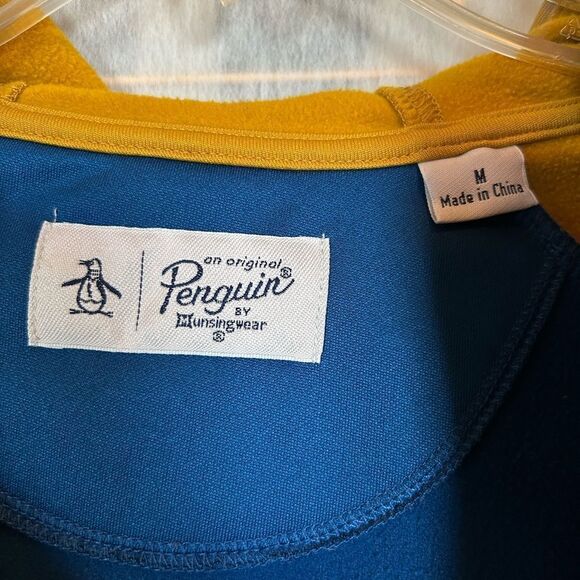 an original
Penguin®
BY
Munsingwear
®
M
Made in China